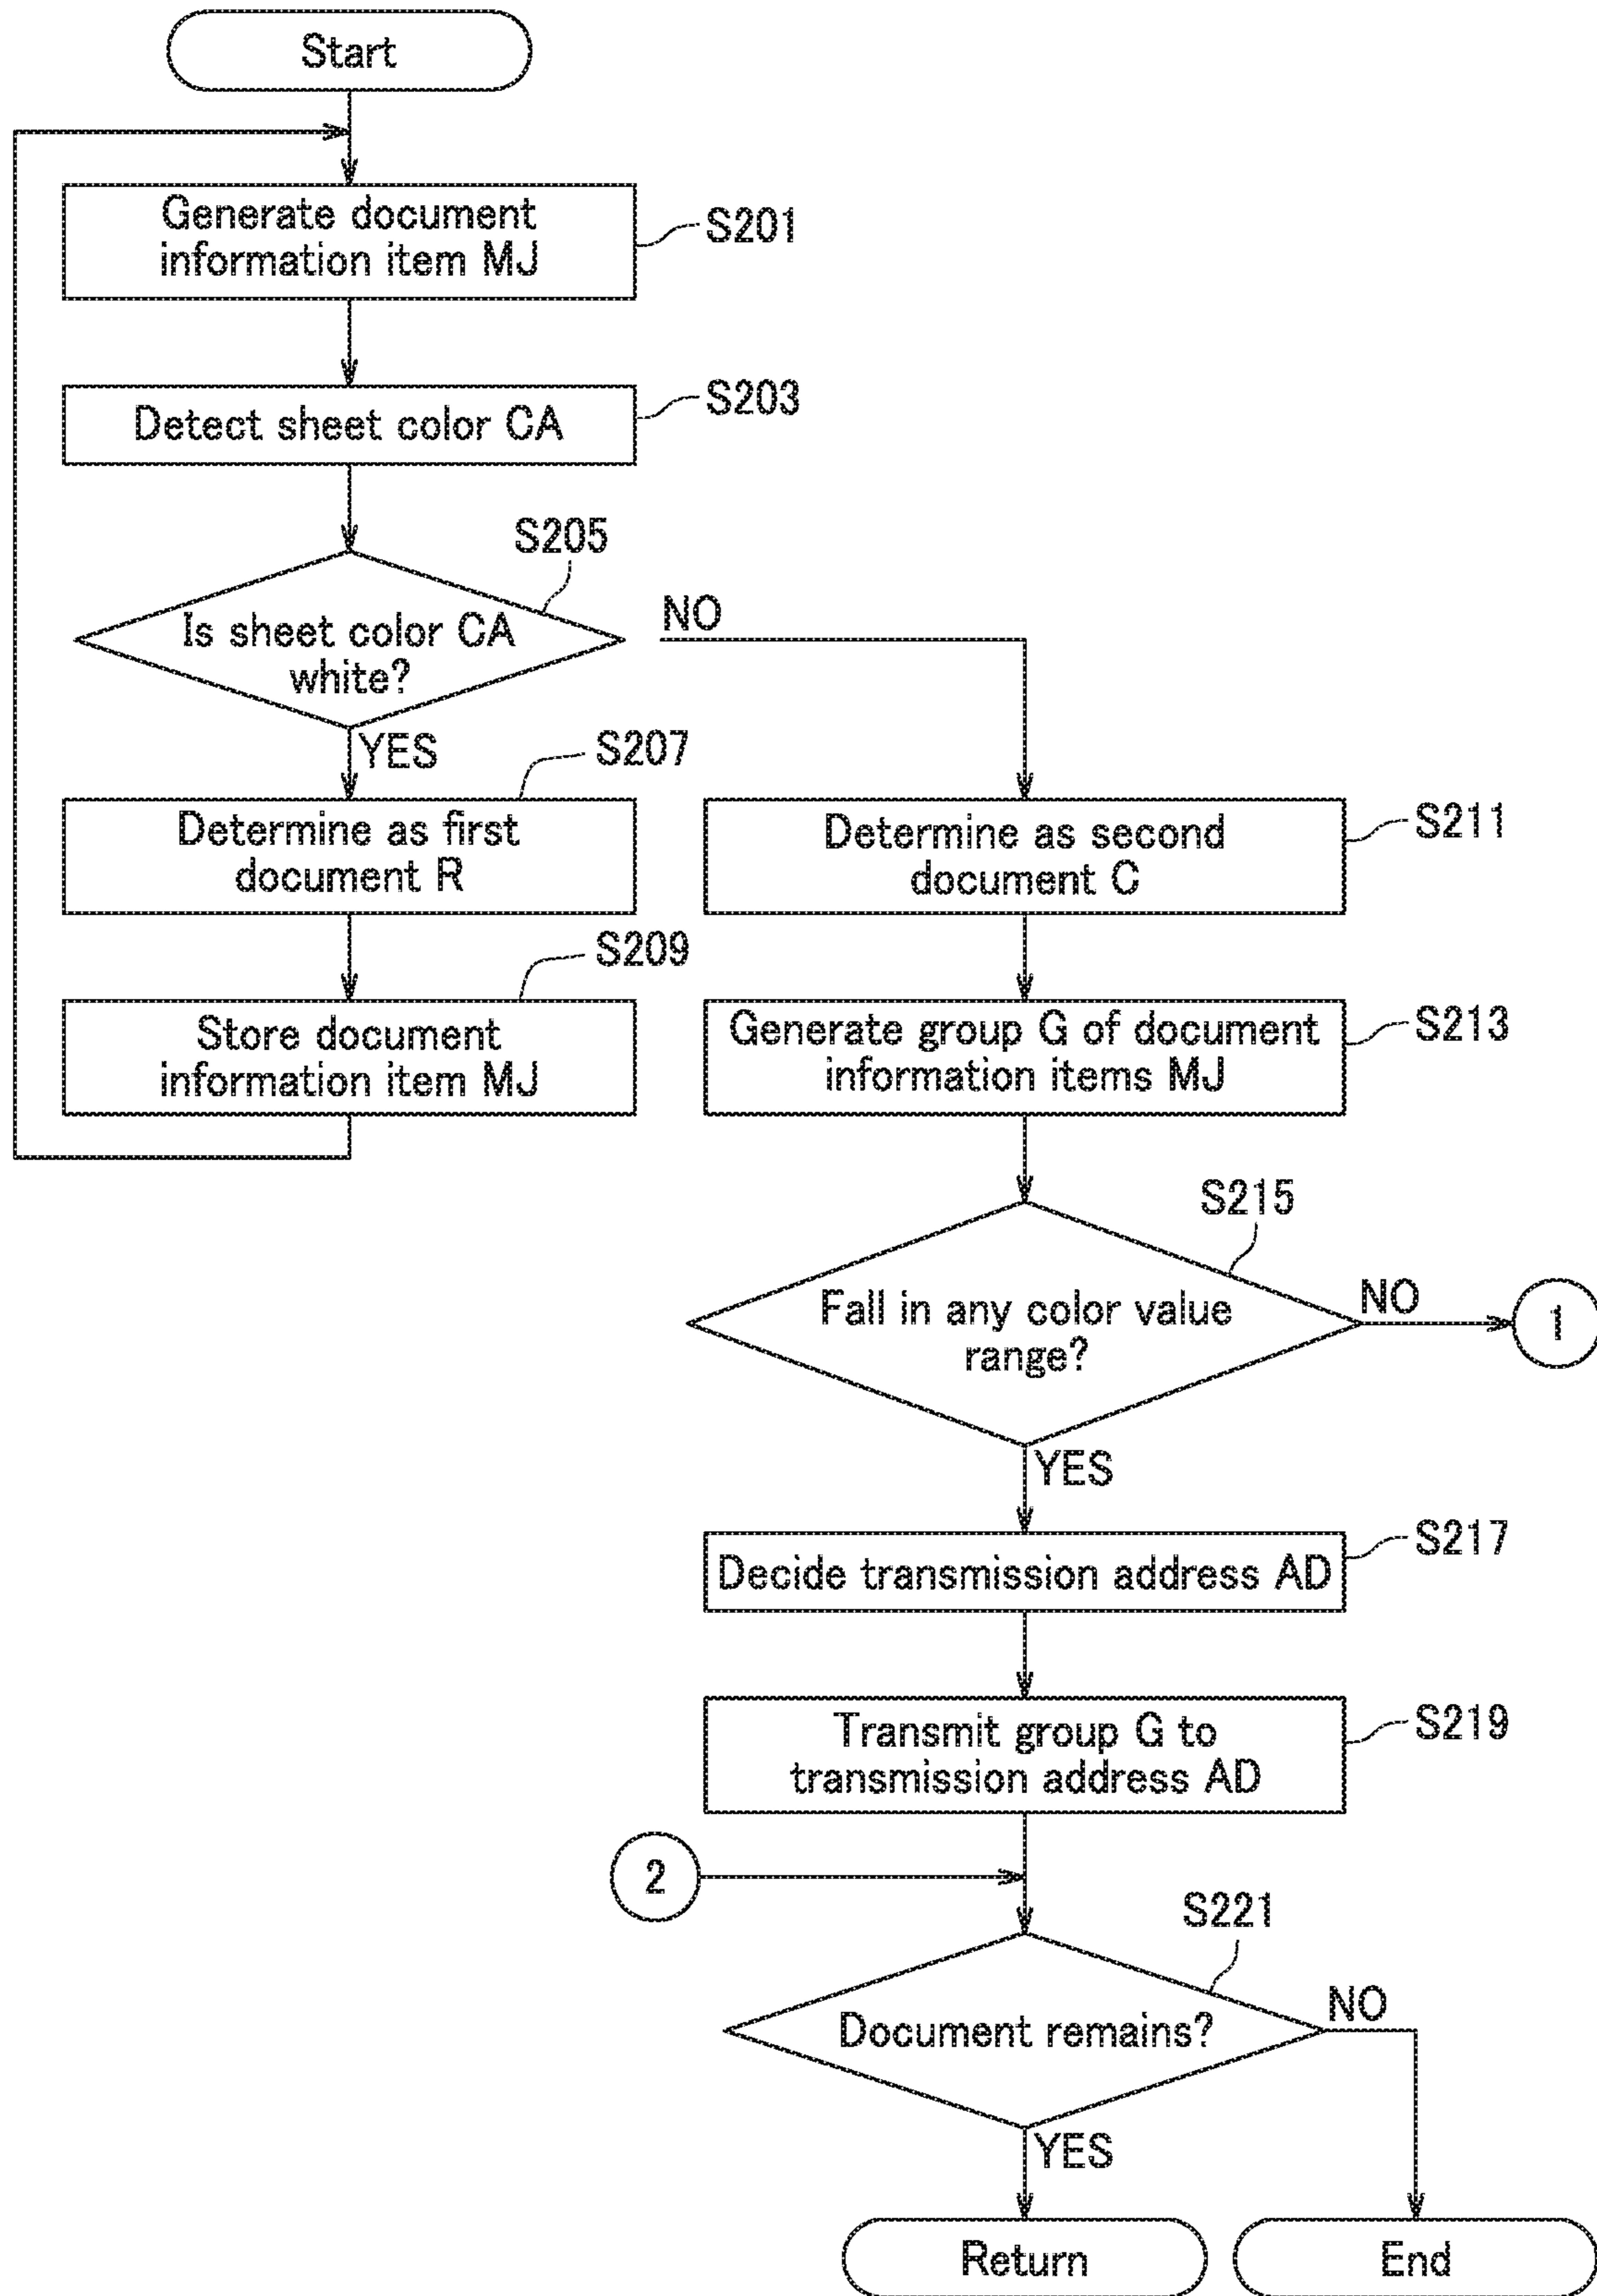 Start
Generate document
information item MJ
S201
Detect sheet color CA
S203
S205
Is sheet color CA
white?
NO
YES
S207
Determine as first
document R
S209
Store document
information item MJ
Determine as second
document C
S211
Generate group G of document
information items MJ
S213
S215
Fall in any color value
range?
NO
1
YES
Decide transmission address AD
S217
Transmit group G to
transmission address AD
S219
2
S221
Document remains?
NO
YES
Return
End